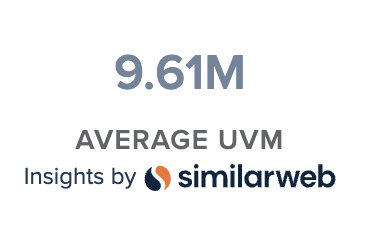 9.61M
AVERAGE UVM
Insights by similarweb